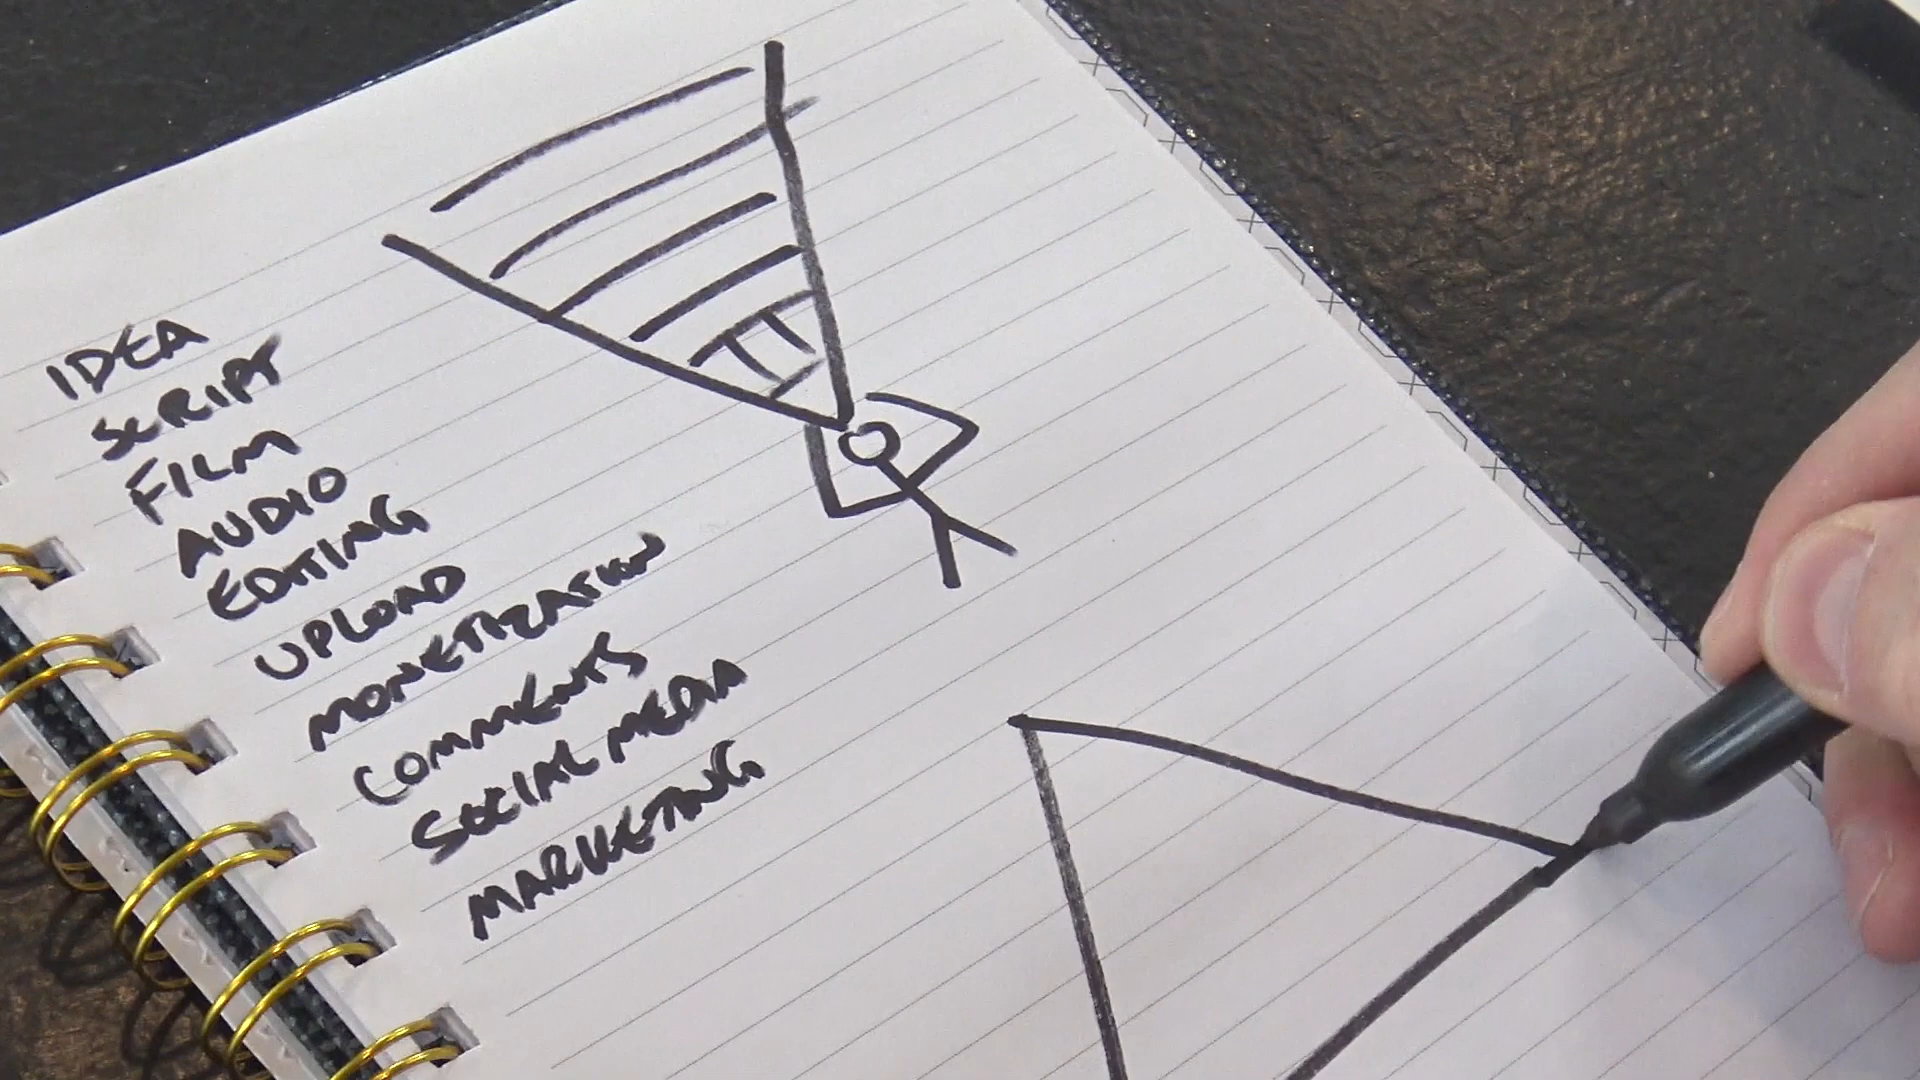 IDEA
SCRIPT
FILM
AUDIO
EDITING
UPLOAD
MONETIZATION
COMMENTS
SOCIAL MEDIA
MARKETING